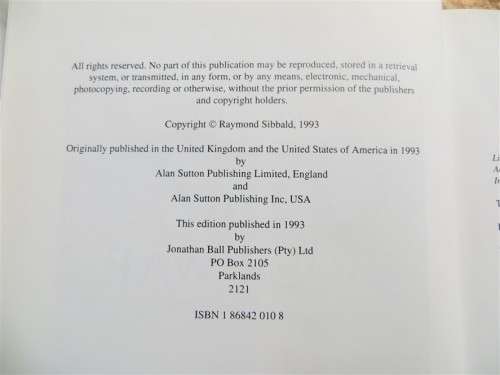 All rights reserved. No part of this publication may be reproduced, stored in a retrieval
system, or transmitted, in any form, or by any means, electronic, mechanical,
photocopying, recording or otherwise, without the prior permission of the publishers
and copyright holders.
Copyright © Raymond Sibbald, 1993
Originally published in the United Kingdom and the United States of America in 1993
by
Alan Sutton Publishing Limited, England
and
Alan Sutton Publishing Inc, USA
This edition published in 1993
by
Jonathan Ball Publishers (Pty) Ltd
PO Box 2105
Parklands
2121
ISBN 1 86842 010 8